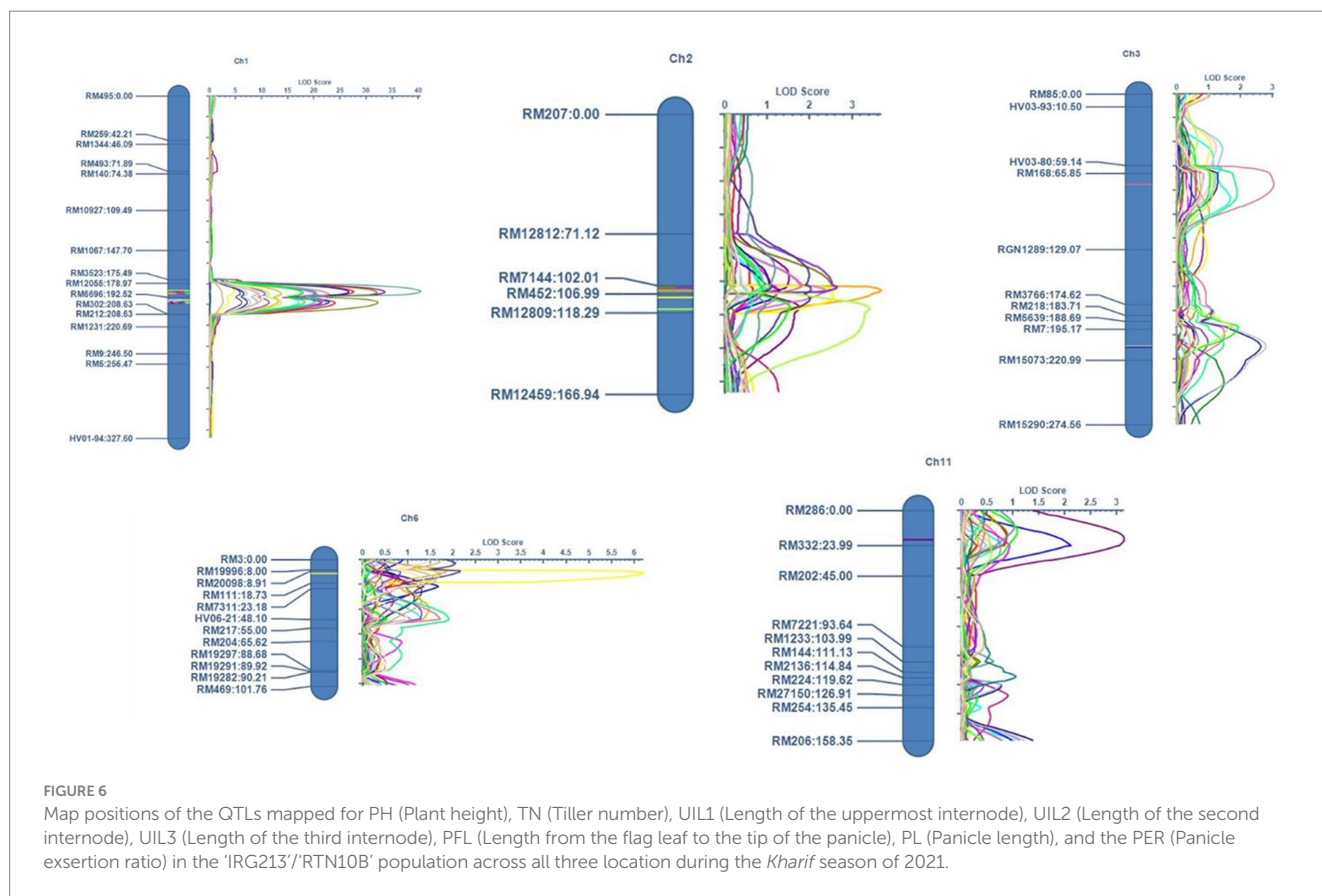 Ch1
LOD Score
0 5 10 15 20 25 30 35 40
RM495:0.00
RM259:42.21
RM1344:46.09
RM493:71.89
RM140:74.38
RM10927:109.49
RM1067:147.70
RM3523:175.49
RM12055:178.97
RM6696:192.52
RM302:208.63
RM212:208.63
RM1231:220.69
RM9:246.50
RM5:256.47
HV01-94:327.60
Ch2
LOD Score
0 1 2 3
RM207:0.00
RM12812:71.12
RM7144:102.01
RM452:106.99
RM12809:118.29
RM12459:166.94
Ch3
LOD Score
0 1 2 3
RM85:0.00
HV03-93:10.50
HV03-80:59.14
RM168:65.85
RGN1289:129.07
RM3766:174.62
RM218:183.71
RM5639:188.69
RM7:195.17
RM15073:220.99
RM15290:274.56
Ch6
LOD Score
0 0.5 1 1.5 2 2.5 3 3.5 4 4.5 5 5.5 6
RM3:0.00
RM19996:8.00
RM20098:8.91
RM111:18.73
RM7311:23.18
HV06-21:48.10
RM217:55.00
RM204:65.62
RM19297:88.68
RM19291:89.92
RM19282:90.21
RM469:101.76
Ch11
LOD Score
0 0.5 1 1.5 2 2.5 3
RM286:0.00
RM332:23.99
RM202:45.00
RM7221:93.64
RM1233:103.99
RM144:111.13
RM2136:114.84
RM224:119.62
RM27150:126.91
RM254:135.45
RM206:158.35
FIGURE 6
Map positions of the QTLs mapped for PH (Plant height), TN (Tiller number), UIL1 (Length of the uppermost internode), UIL2 (Length of the second
internode), UIL3 (Length of the third internode), PFL (Length from the flag leaf to the tip of the panicle), PL (Panicle length), and the PER (Panicle
exsertion ratio) in the 'IRG213'/'RTN10B' population across all three location during the Kharif season of 2021.